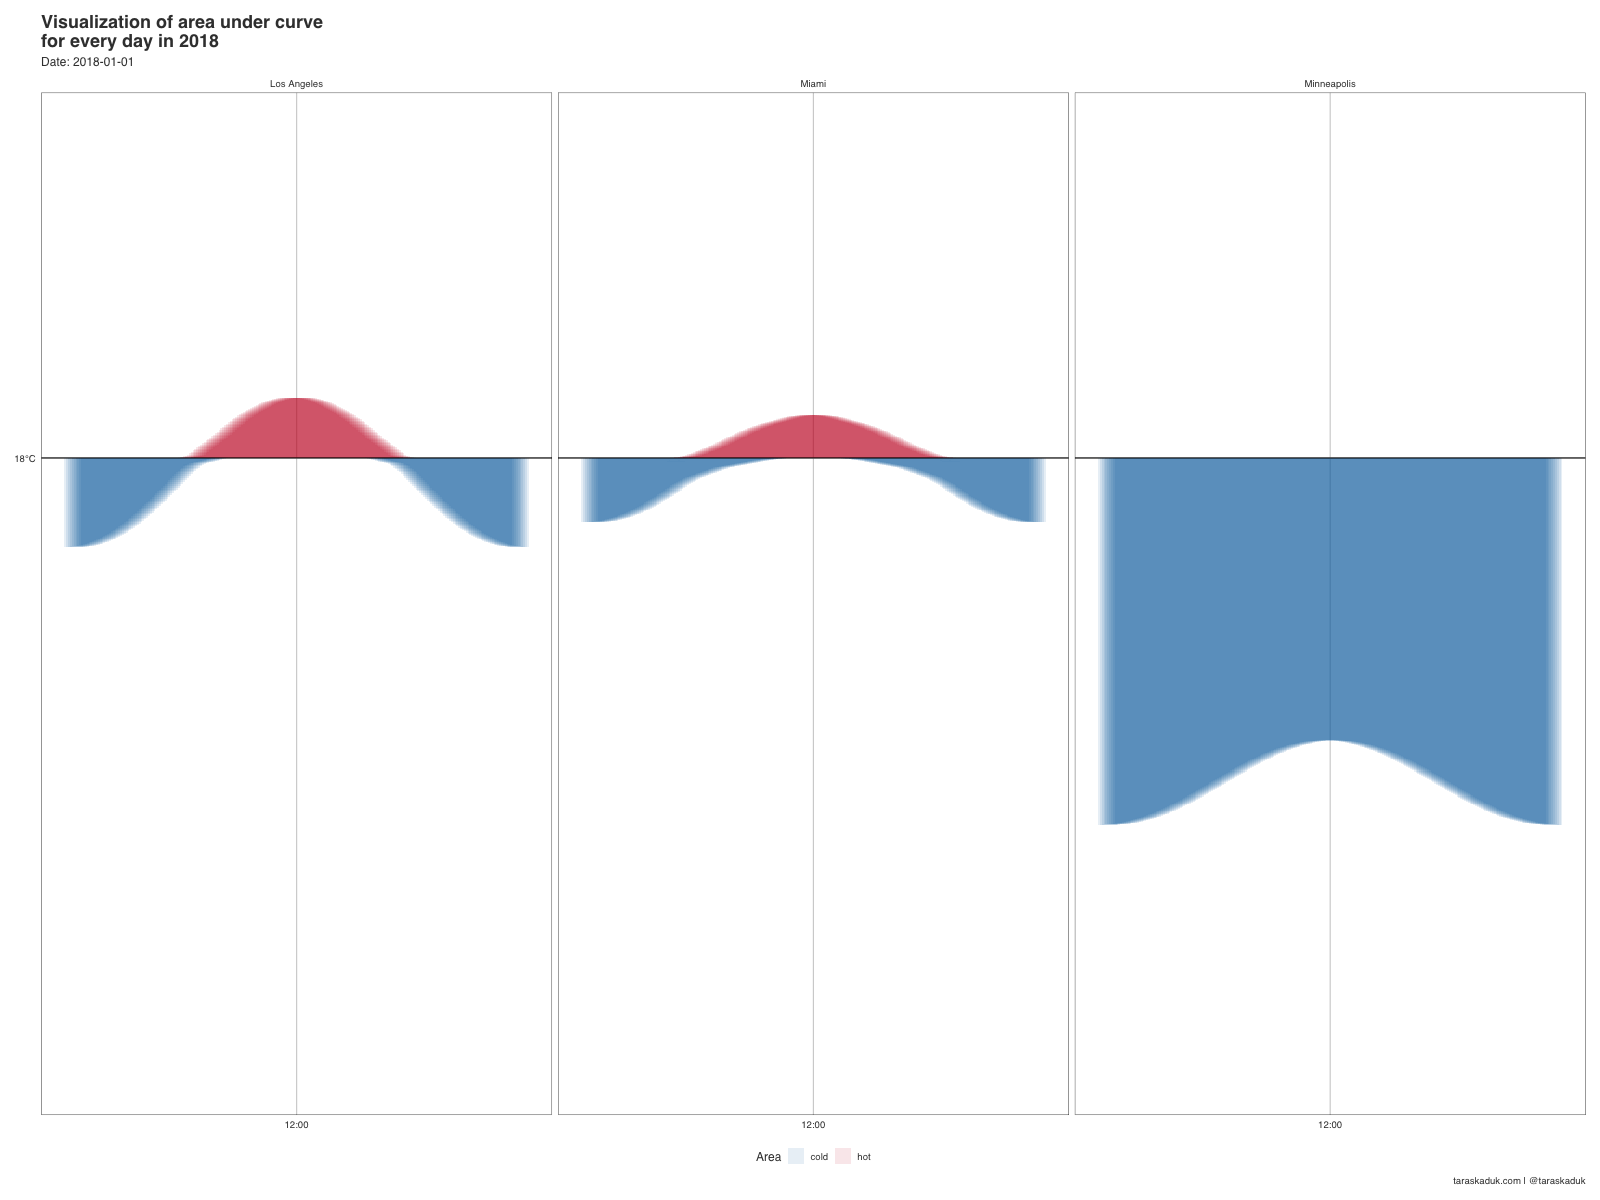 Visualization of area under curve
for every day in 2018
Date: 2018-01-01
Los Angeles
Miami
Minneapolis
18°C
12:00
12:00
12:00
Area cold hot
taraskaduk.com | @taraskaduk